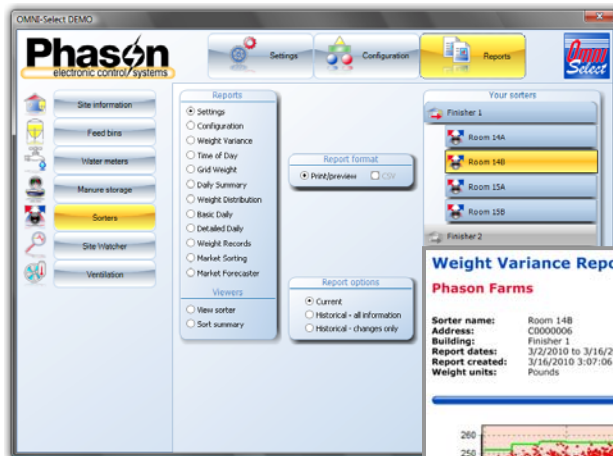 OMNI-Select DEMO
Phason
electronic control systems
Settings
Configuration
Reports
Omni
Select
Site information
Feed bins
Water meters
Manure storage
Sorters
Site Watcher
Ventilation
Reports
Settings
Configuration
Weight Variance
Time of Day
Grid Weight
Daily Summary
Weight Distribution
Basic Daily
Detailed Daily
Weight Records
Market Sorting
Market Forecaster
Viewers
View sorter
Sort summary
Report format
Print/preview CSV
Report options
Current
Historical - all information
Historical - changes only
Your sorters
Finisher 1
Room 14A
Room 14B
Room 15A
Room 15B
Finisher 2
Weight Variance Repo
Phason Farms
Sorter name: Room 14B
Address: C0000006
Building: Finisher 1
Report dates: 3/2/2010 to 3/16/2
Report created: 3/16/2010 3:07:06
Weight units: Pounds
260
250